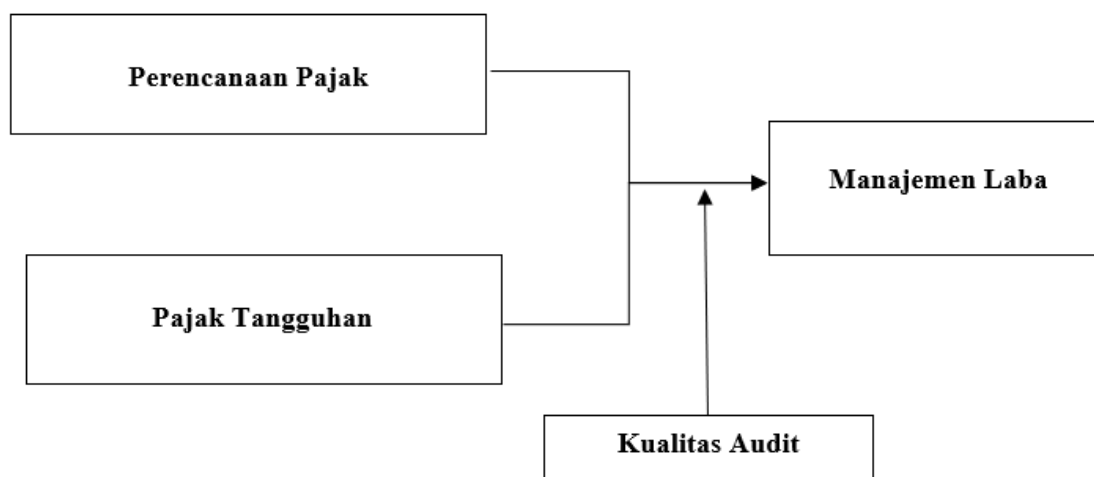 Perencanaan Pajak
Manajemen Laba
Pajak Tangguhan
Kualitas Audit